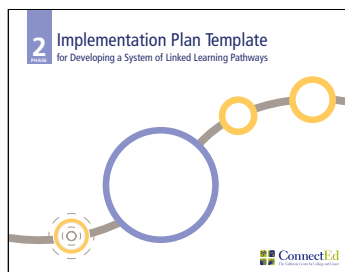 2
PHASE
Implementation Plan Template
for Developing a System of Linked Learning Pathways
ConnectEd
The California Center for College and Career